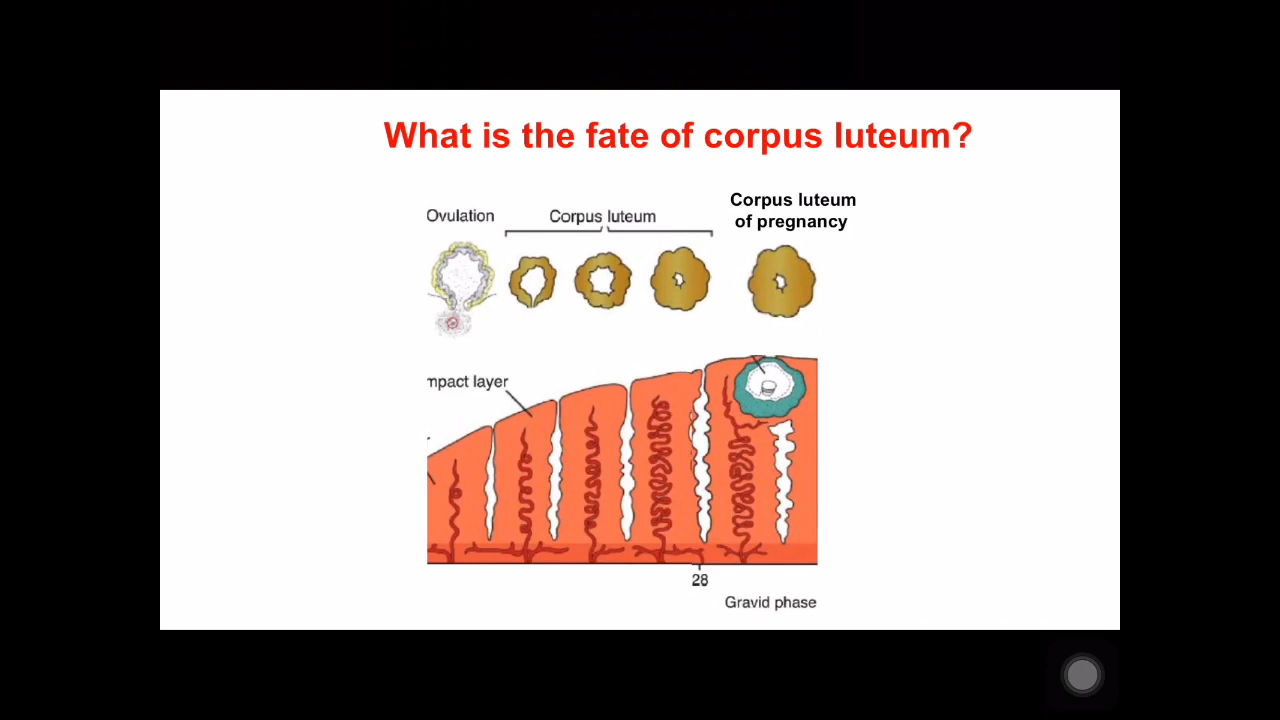 What is the fate of corpus luteum?
Corpus luteum
of pregnancy
Ovulation
Corpus luteum
mpact layer
28
Gravid phase